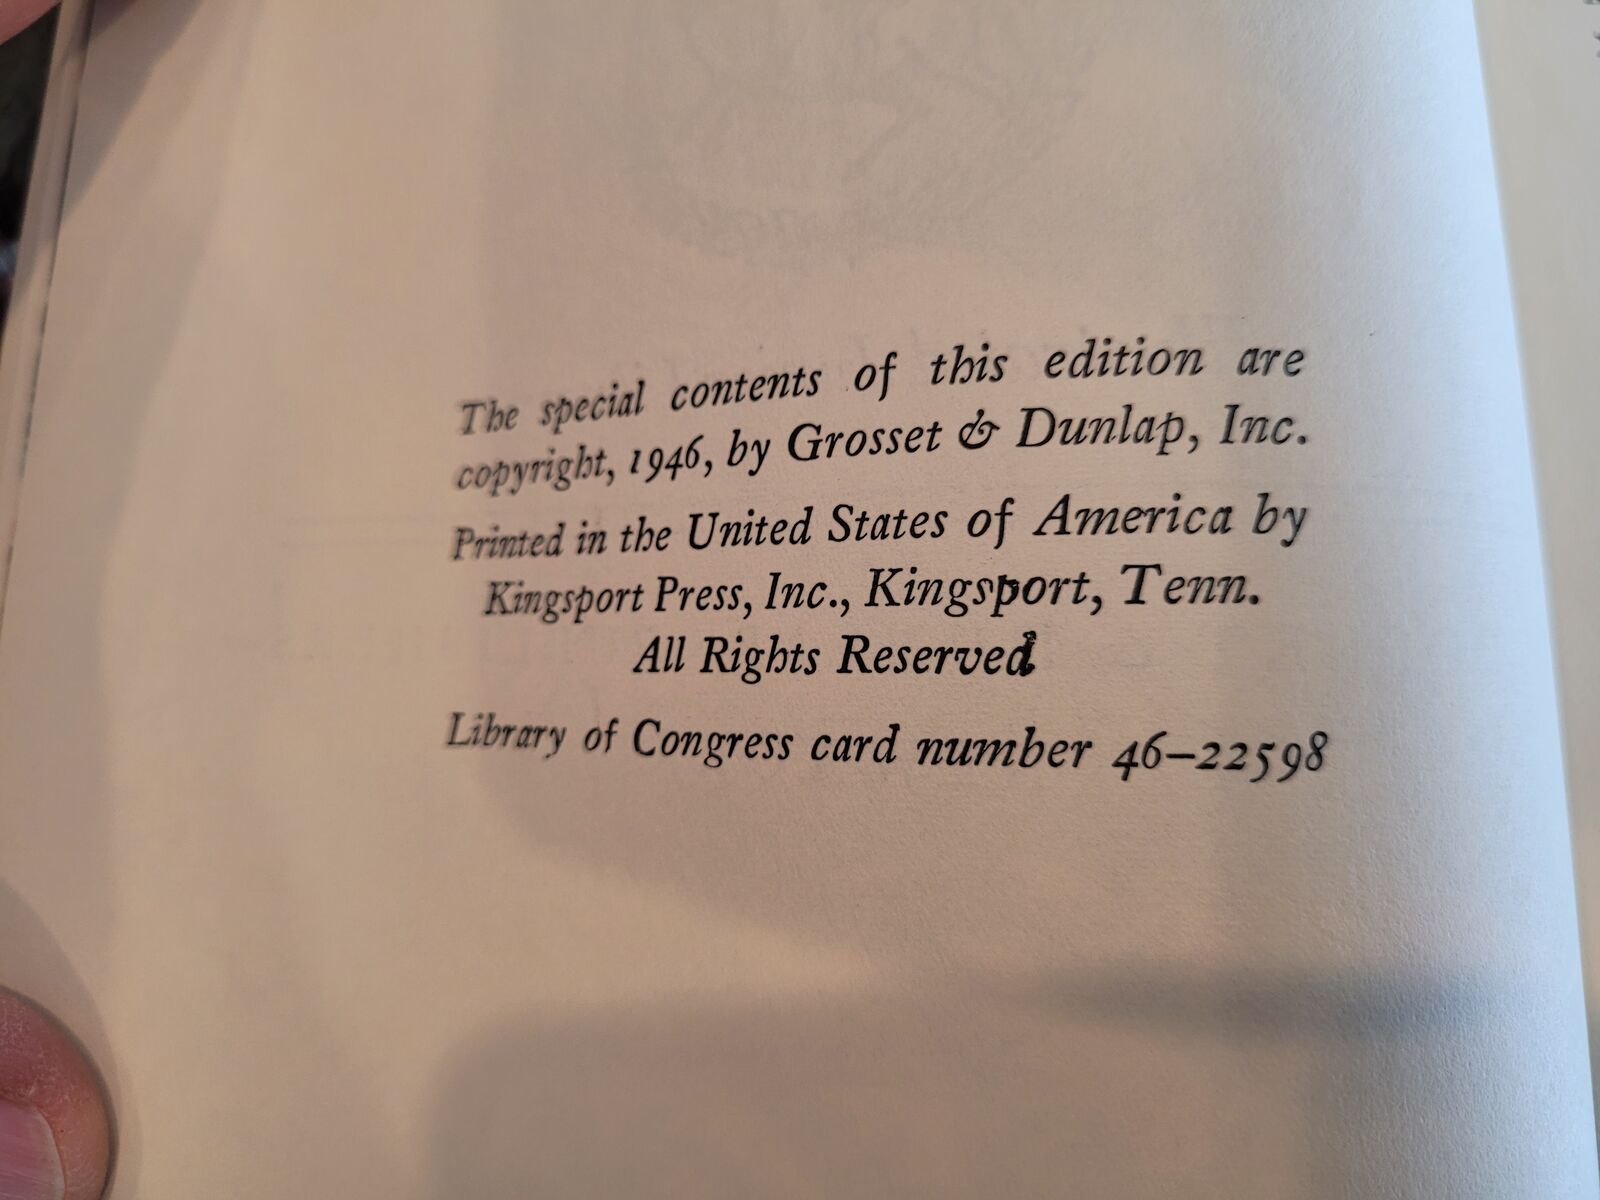 The special contents of this edition are
copyright, 1946, by Grosset & Dunlap, Inc.
Printed in the United States of America by
Kingsport Press, Inc., Kingsport, Tenn.
All Rights Reserved
Library of Congress card number 46–22598